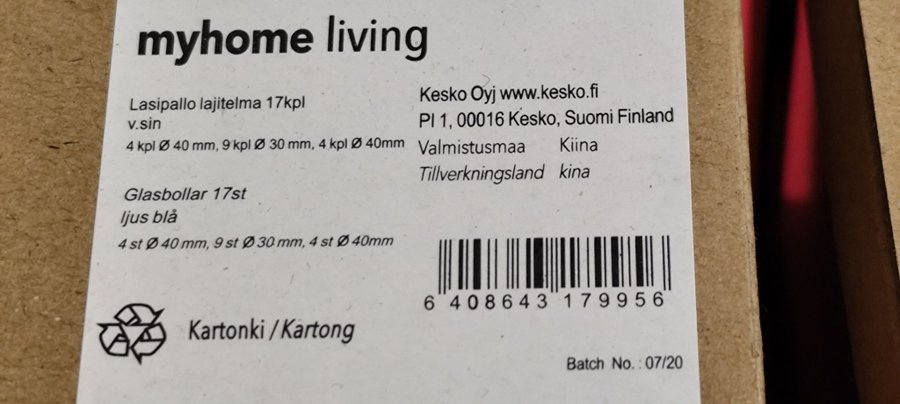 myhome living
Lasipallo lajitelma 17kpl
v.sin
4 kpl Ø 40 mm, 9 kpl Ø 30 mm, 4 kpl Ø 40mm
Glasbollar 17st
ljus blå
4 st Ø 40 mm, 9 st Ø 30 mm, 4 st Ø 40mm
Kartonki / Kartong
Kesko Oyj www.kesko.fi
Pl 1, 00016 Kesko, Suomi Finland
Valmistusmaa Kiina
Tillverkningsland kina
6 408643 179956
Batch No. : 07/20